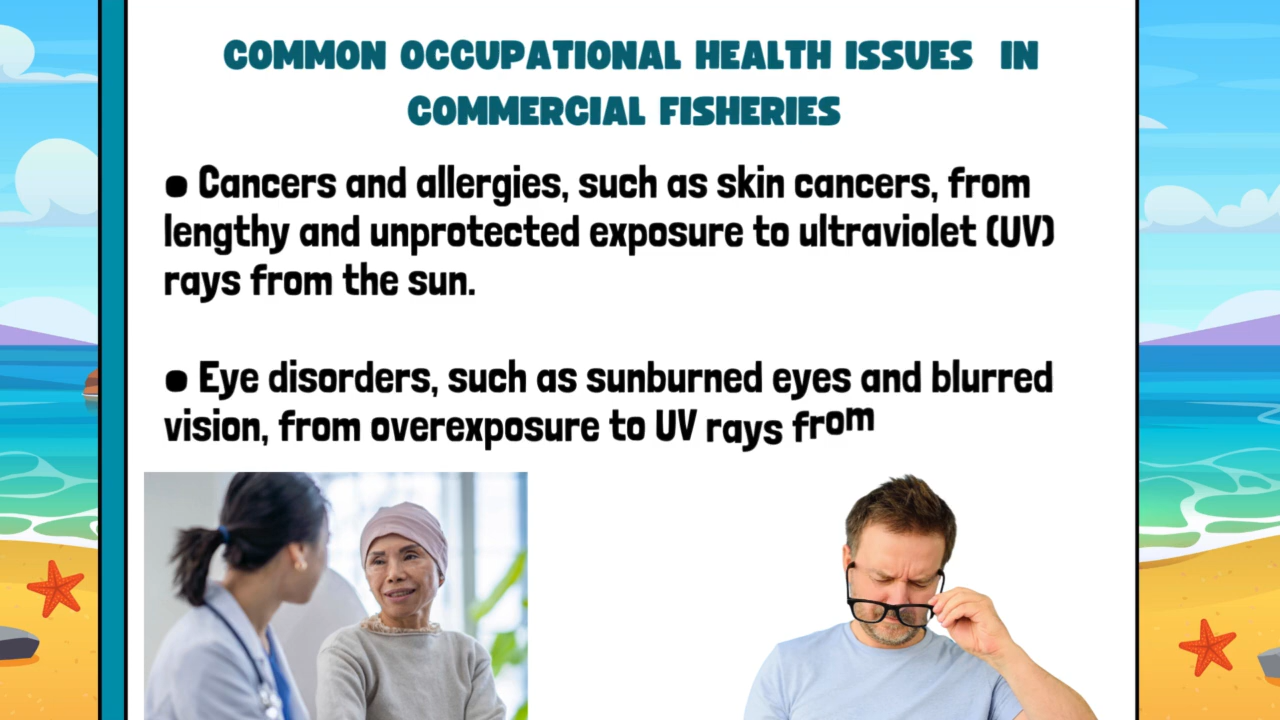 COMMON OCCUPATIONAL HEALTH ISSUES IN
COMMERCIAL FISHERIES
• Cancers and allergies, such as skin cancers, from
lengthy and unprotected exposure to ultraviolet (UV)
rays from the sun.
• Eye disorders, such as sunburned eyes and blurred
vision, from overexposure to UV rays from